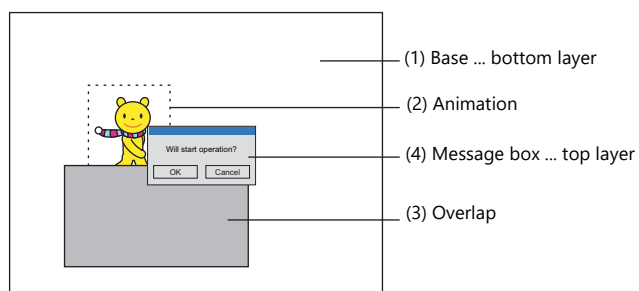 (1) Base ... bottom layer
(2) Animation
Will start operation?
OK Cancel
(4) Message box ... top layer
(3) Overlap